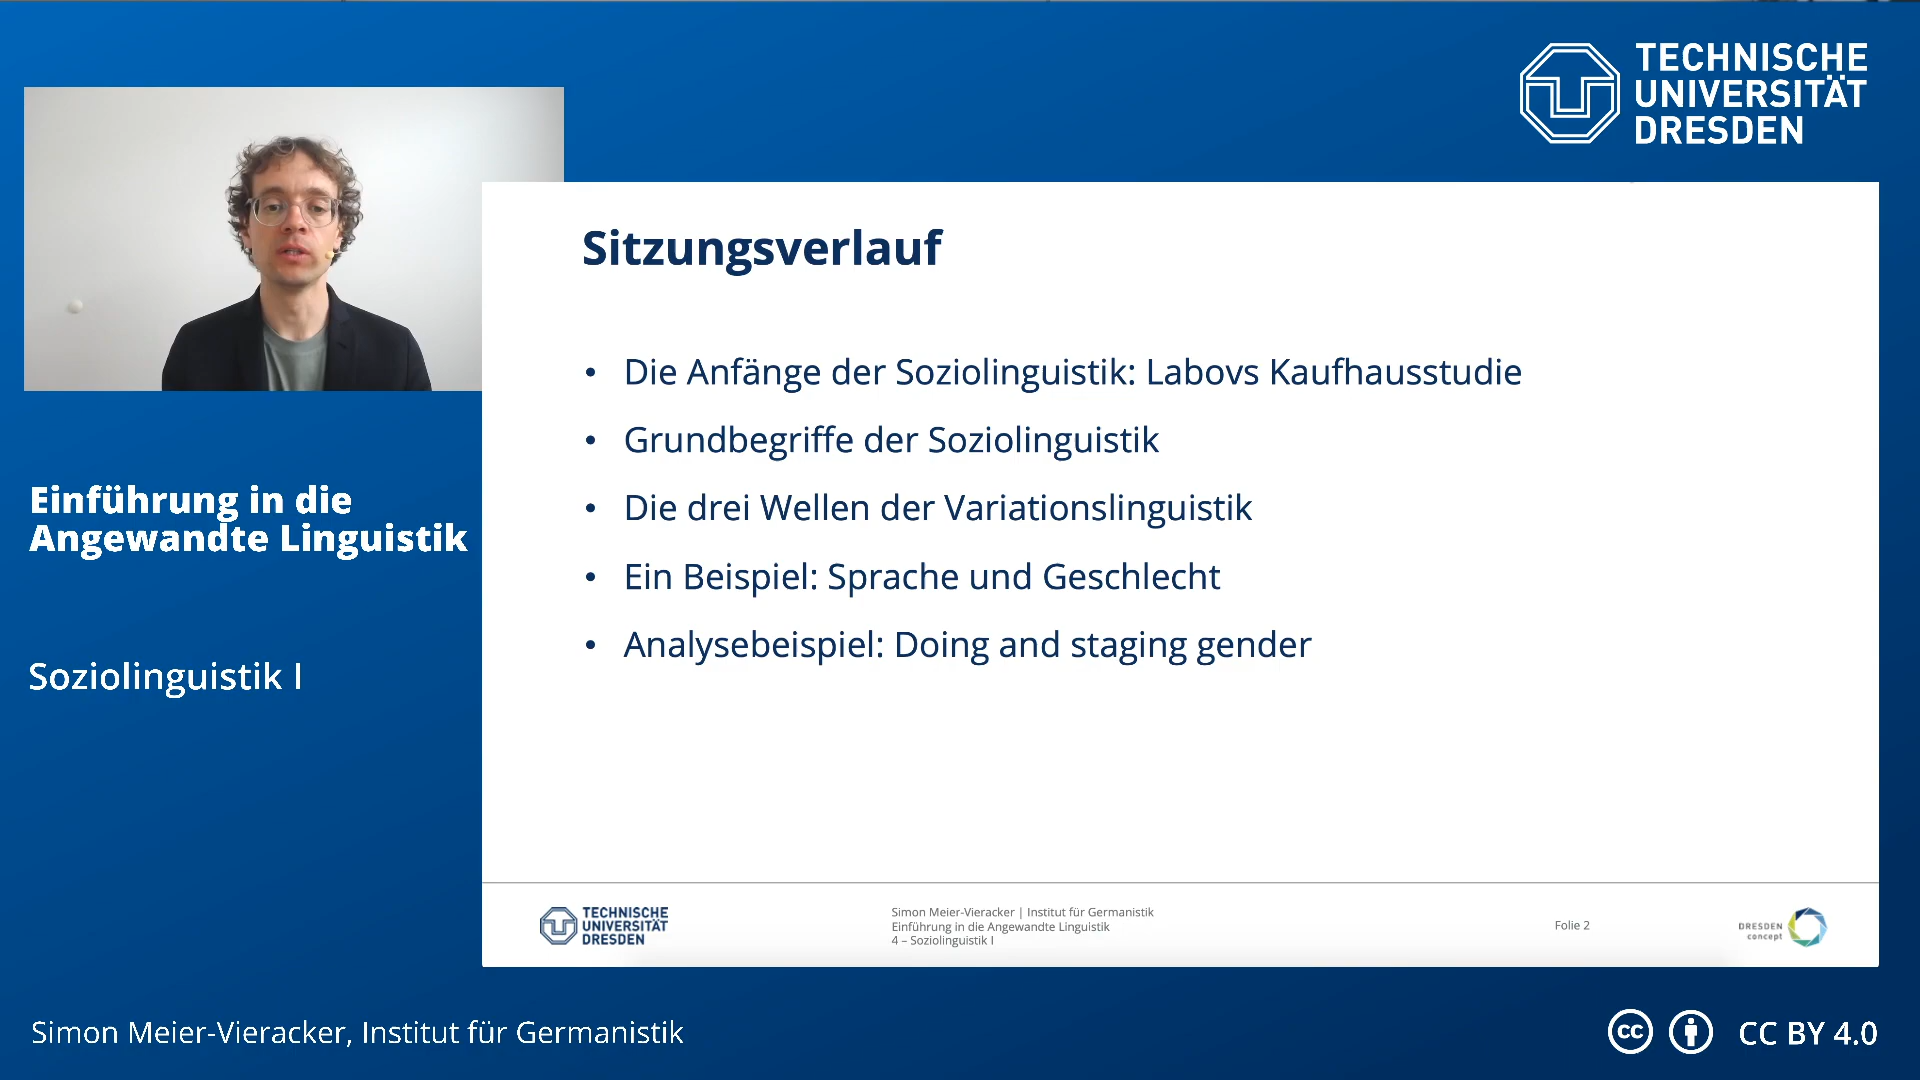 TECHNISCHE
UNIVERSITÄT
DRESDEN
Sitzungsverlauf
• Die Anfänge der Soziolinguistik: Labovs Kaufhausstudie
• Grundbegriffe der Soziolinguistik
• Die drei Wellen der Variationslinguistik
• Ein Beispiel: Sprache und Geschlecht
• Analysebeispiel: Doing and staging gender
Einführung in die
Angewandte Linguistik
Soziolinguistik I
TECHNISCHE
UNIVERSITÄT
DRESDEN
Simon Meier-Vieracker | Institut für Germanistik
Einführung in die Angewandte Linguistik
4 – Soziolinguistik I
Folie 2
DRESDEN
concept
Simon Meier-Vieracker, Institut für Germanistik
cc CC BY 4.0